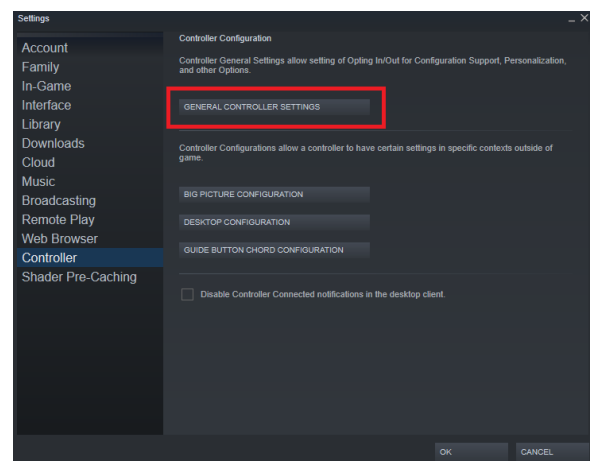 Settings
Account
Family
In-Game
Interface
Library
Downloads
Cloud
Music
Broadcasting
Remote Play
Web Browser
Controller
Shader Pre-Caching
Controller Configuration
Controller General Settings allow setting of Opting In/Out for Configuration Support, Personalization,
and other Options.
GENERAL CONTROLLER SETTINGS
Controller Configurations allow a controller to have certain settings in specific contexts outside of
game.
BIG PICTURE CONFIGURATION
DESKTOP CONFIGURATION
GUIDE BUTTON CHORD CONFIGURATION
Disable Controller Connected notifications in the desktop client.
OK
CANCEL